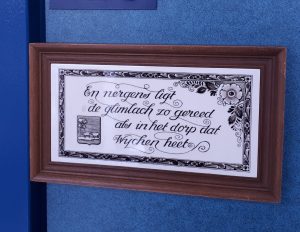 En nergens ligt
de glimlach zo gereed
als in het dorp dat
Wychen heet